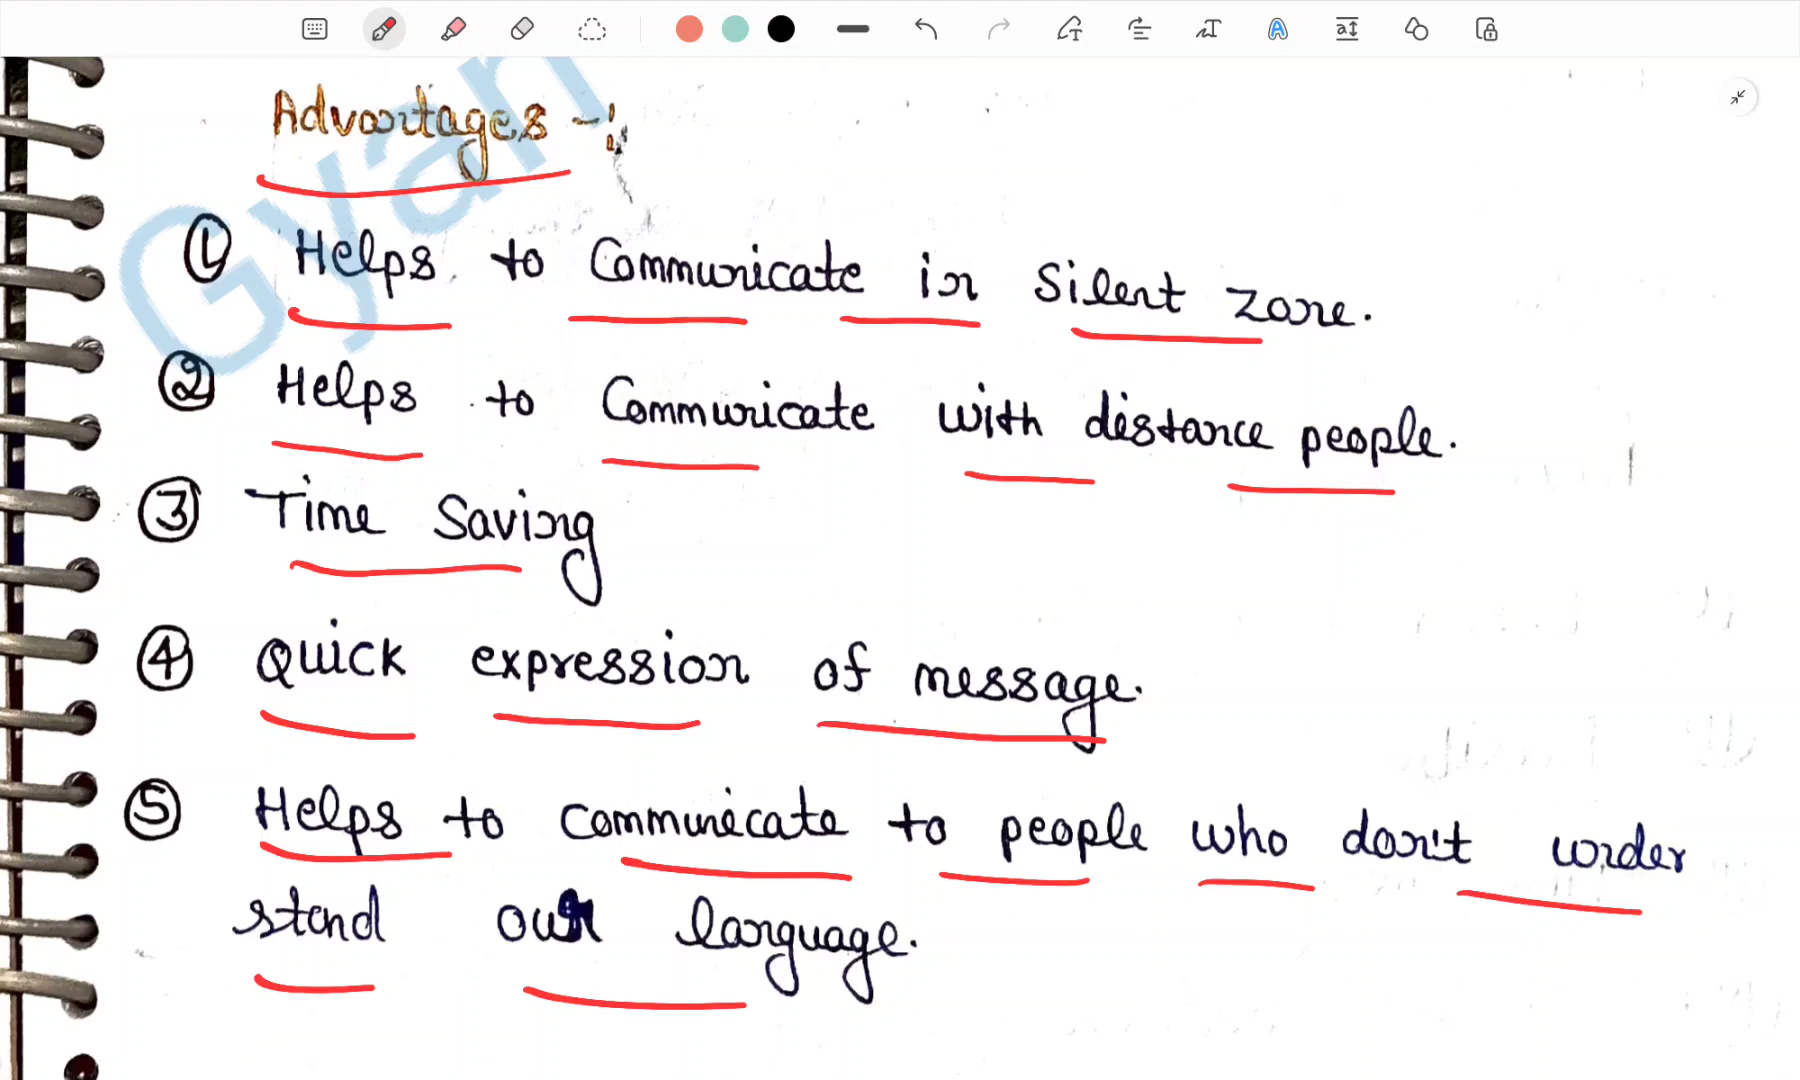 Advantages -:
Gyan
① Helps to Communicate in Silent Zone.
② Helps to Communicate with distance people.
③ Time Saving
④ Quick expression of message.
⑤ Helps to communicate to people who don't under
stand our language.